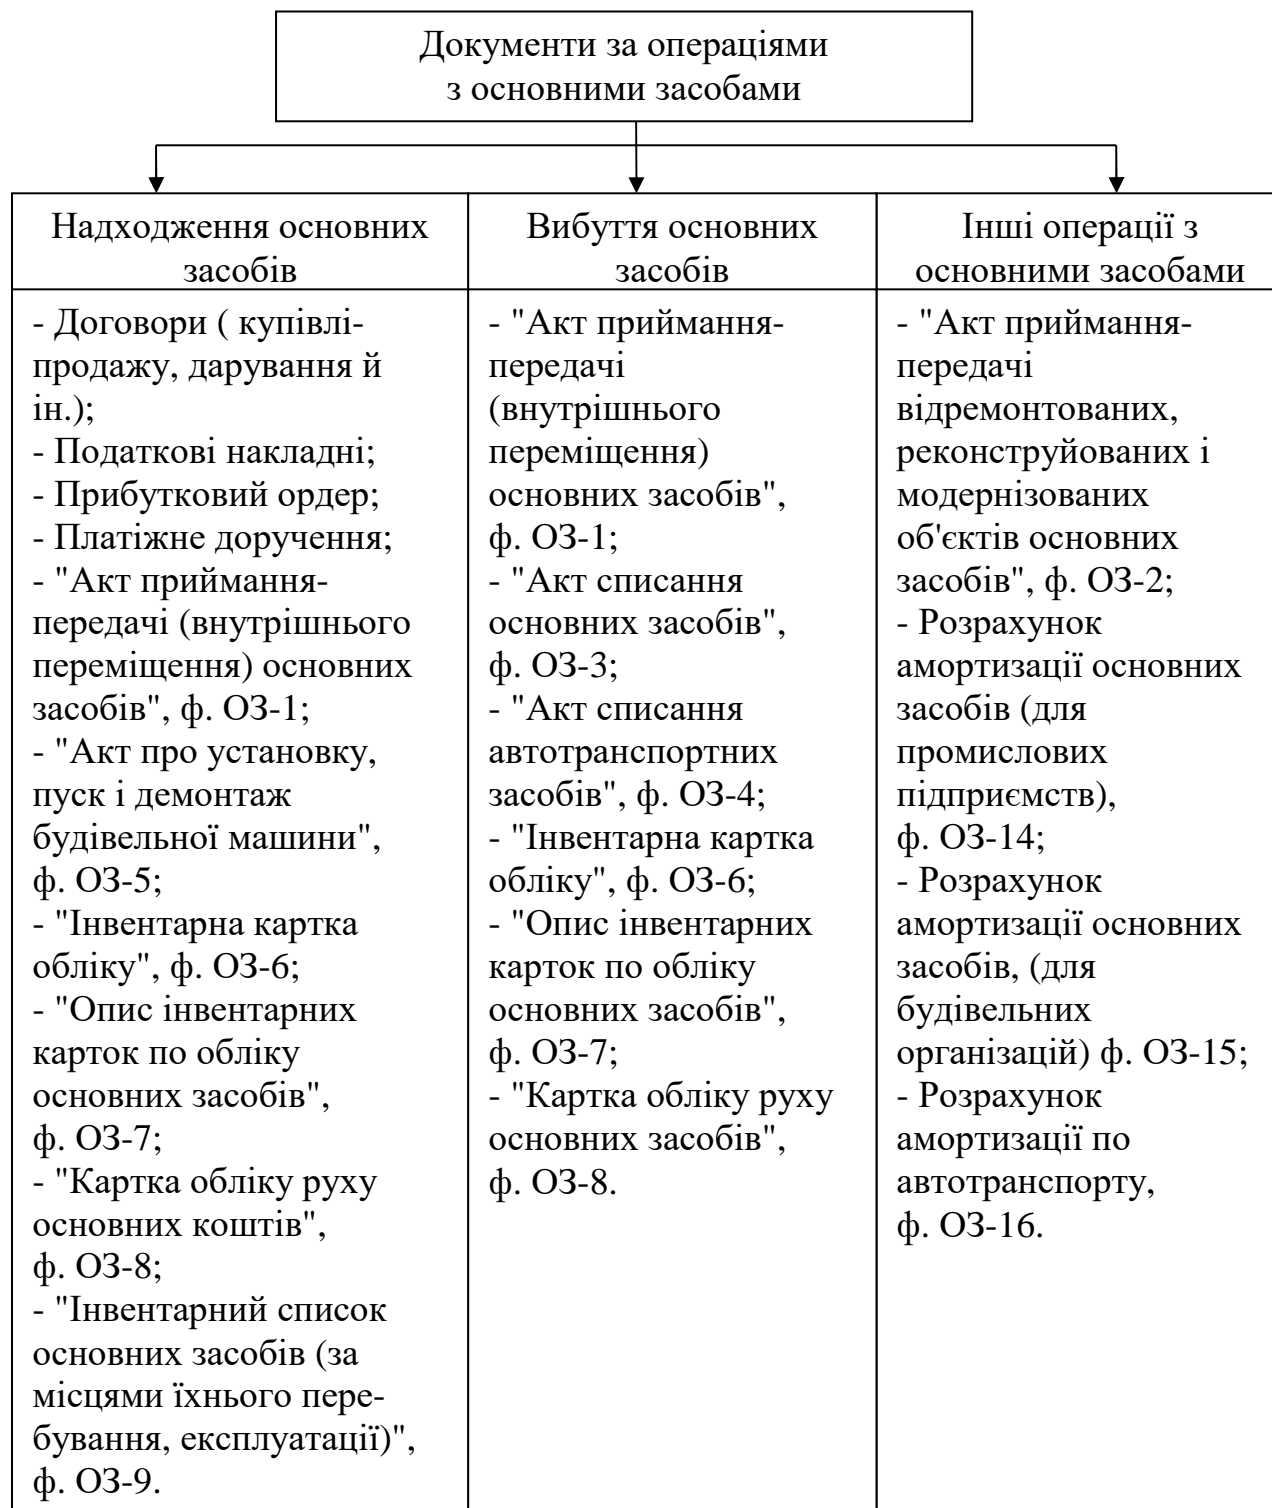 Документи за операціями
з основними засобами
Надходження основних
засобів
- Договори ( купівлі-
продажу, дарування й
ін.);
- Податкові накладні;
- Прибутковий ордер;
- Платіжне доручення;
- "Акт приймання-
передачі (внутрішнього
переміщення) основних
засобів", ф. ОЗ-1;
- "Акт про установку,
пуск і демонтаж
будівельної машини",
ф. ОЗ-5;
- "Інвентарна картка
обліку", ф. ОЗ-6;
- "Опис інвентарних
карток по обліку
основних засобів",
ф. ОЗ-7;
- "Картка обліку руху
основних коштів",
ф. ОЗ-8;
- "Інвентарний список
основних засобів (за
місцями їхнього пере-
бування, експлуатації)",
ф. ОЗ-9.
Вибуття основних
засобів
- "Акт приймання-
передачі
(внутрішнього
переміщення)
основних засобів",
ф. ОЗ-1;
- "Акт списання
основних засобів",
ф. ОЗ-3;
- "Акт списання
автотранспортних
засобів", ф. ОЗ-4;
- "Інвентарна картка
обліку", ф. ОЗ-6;
- "Опис інвентарних
карток по обліку
основних засобів",
ф. ОЗ-7;
- "Картка обліку руху
основних засобів",
ф. ОЗ-8.
Інші операції з
основними засобами
- "Акт приймання-
передачі
відремонтованих,
реконструйованих і
модернізованих
об'єктів основних
засобів", ф. ОЗ-2;
- Розрахунок
амортизації основних
засобів (для
промислових
підприємств),
ф. ОЗ-14;
- Розрахунок
амортизації основних
засобів, (для
будівельних
організацій) ф. ОЗ-15;
- Розрахунок
амортизації по
автотранспорту,
ф. ОЗ-16.